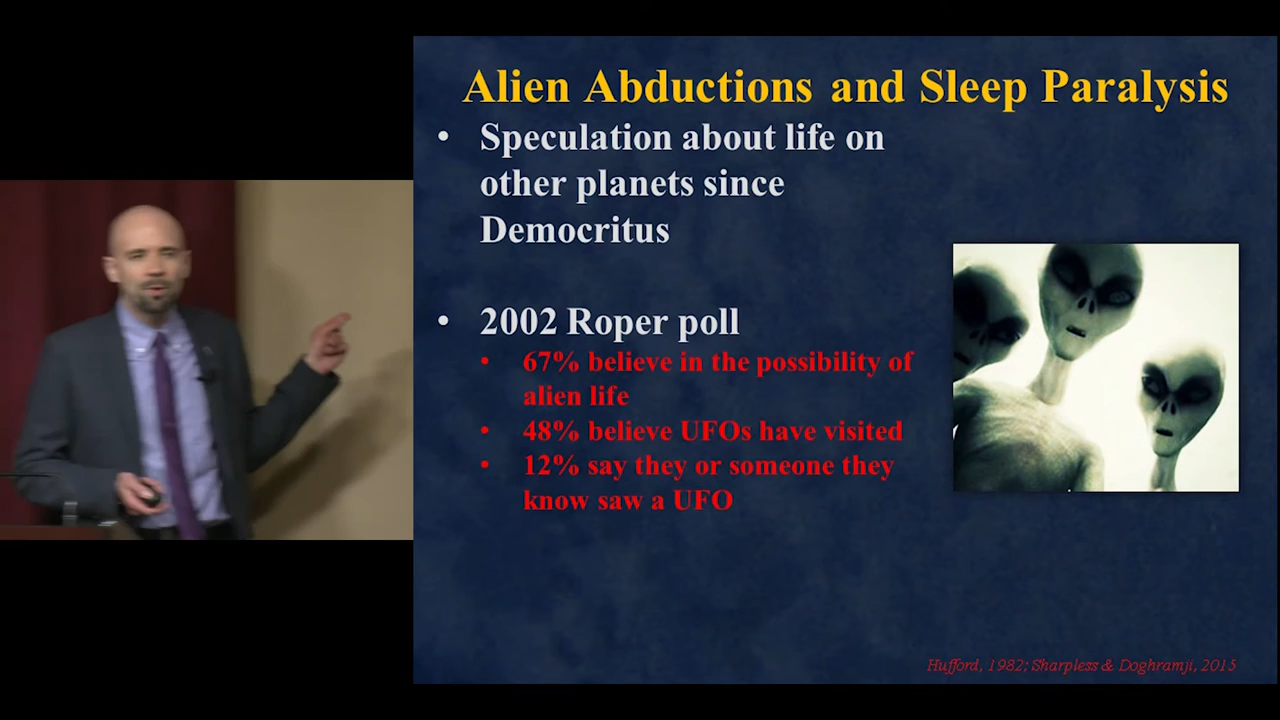 Alien Abductions and Sleep Paralysis
• Speculation about life on
other planets since
Democritus
• 2002 Roper poll
• 67% believe in the possibility of
alien life
• 48% believe UFOs have visited
• 12% say they or someone they
know saw a UFO
Hufford, 1982; Sharpless & Doghramji, 2015